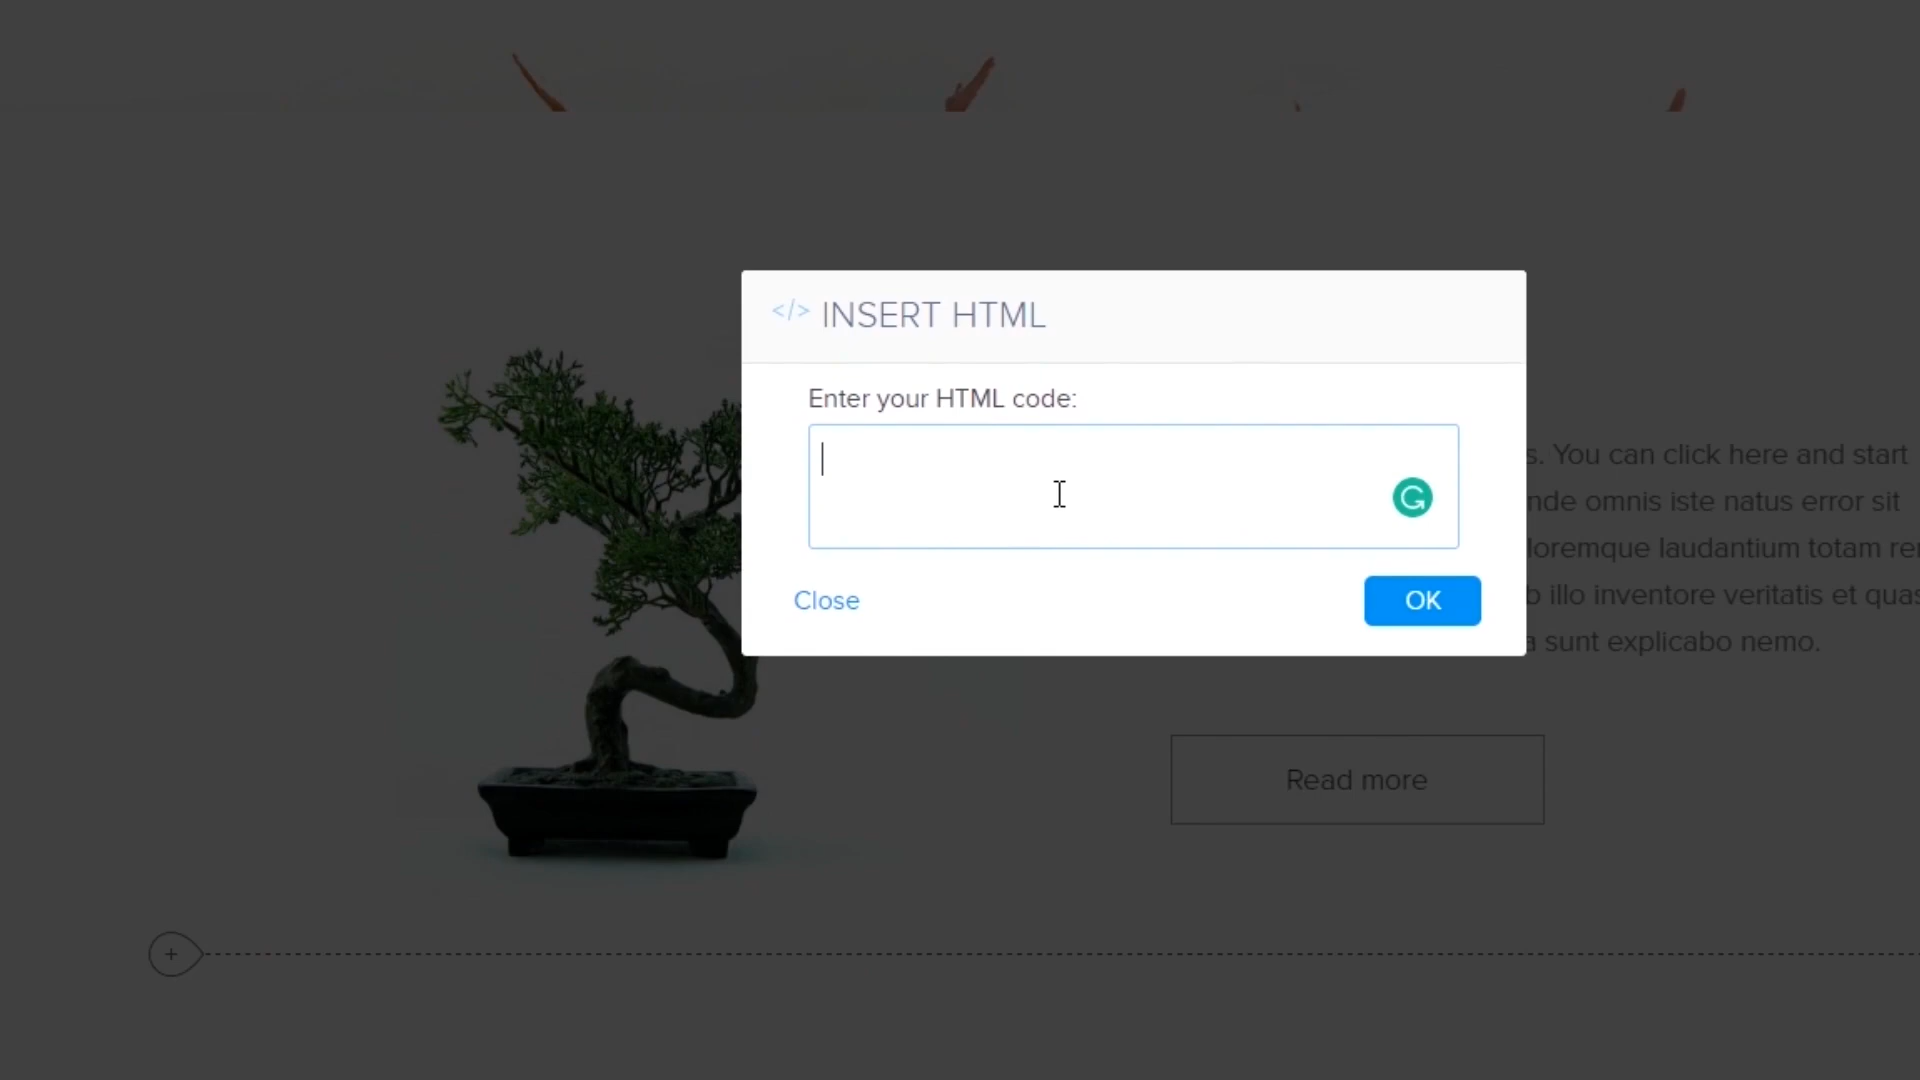 </> INSERT HTML
Enter your HTML code:
s. You can click here and start
nde omnis iste natus error sit
loremque laudantium totam re
Close
OK
b illo inventore veritatis et quas
a sunt explicabo nemo.
Read more